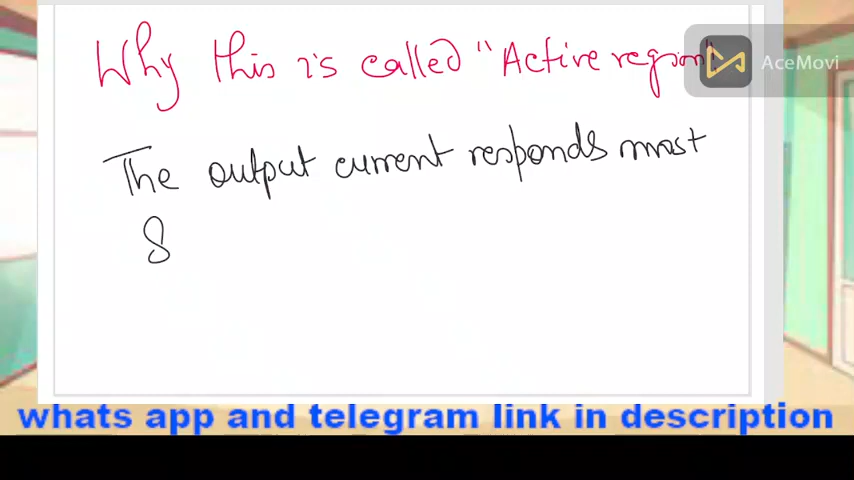 Why this is called "Active region"
AceMovi
The output current responds most
S
whats app and telegram link in description